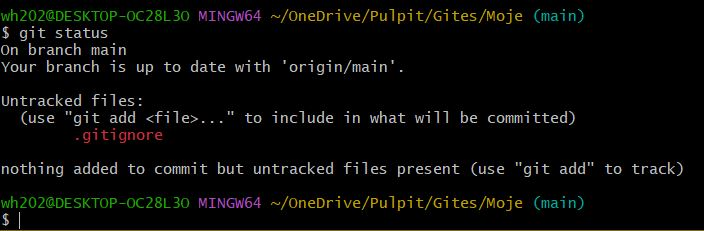 wh202@DESKTOP-OC28L3O MINGW64 ~/OneDrive/Pulpit/Gites/Moje (main)
$ git status
On branch main
Your branch is up to date with 'origin/main'.

Untracked files:
  (use "git add <file>..." to include in what will be committed)
        .gitignore

nothing added to commit but untracked files present (use "git add" to track)

wh202@DESKTOP-OC28L3O MINGW64 ~/OneDrive/Pulpit/Gites/Moje (main)
$